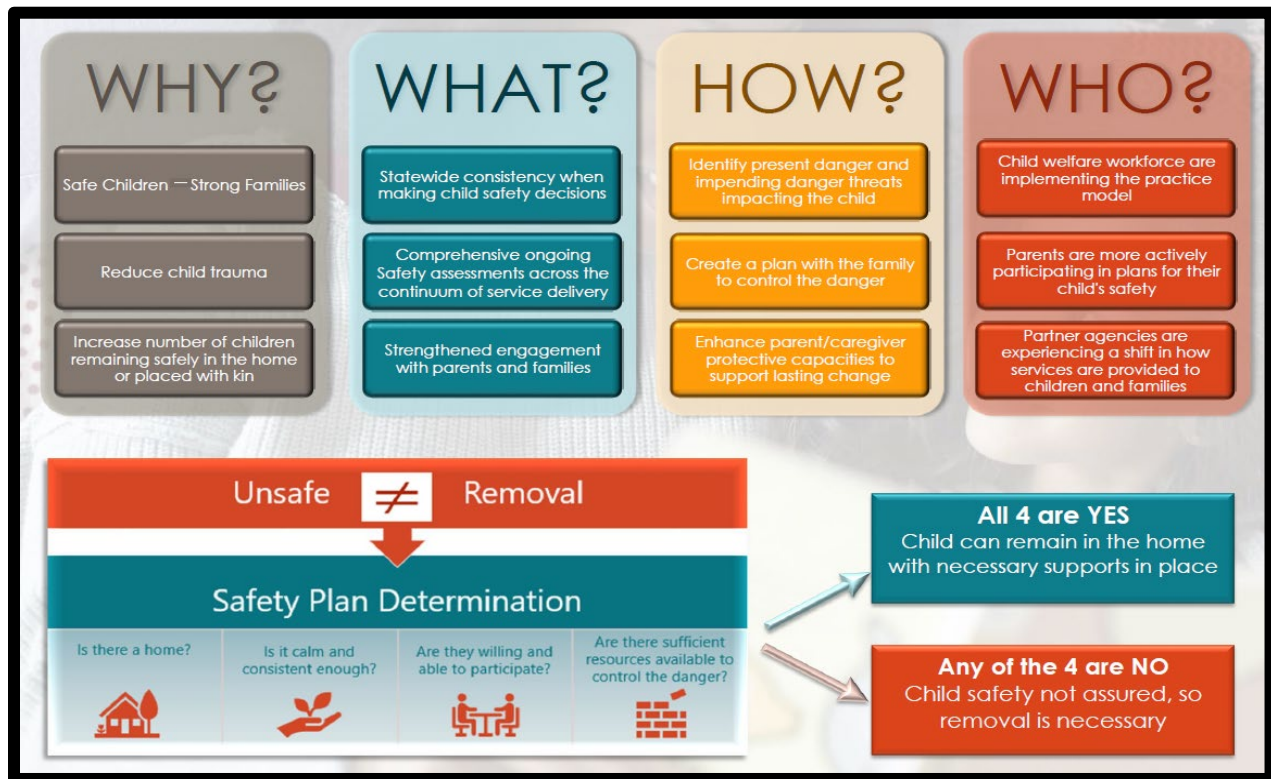 WHY?
Safe Children — Strong Families
Reduce child trauma
Increase number of children
remaining safely in the home
or placed with kin
WHAT?
Statewide consistency when
making child safety decisions
Comprehensive ongoing
Safety assessments across the
continuum of service delivery
Strengthened engagement
with parents and families
HOW?
Identify present danger and
impending danger threats
impacting the child
Create a plan with the family
to control the danger
Enhance parent/caregiver
protective capacities to
support lasting change
WHO?
Child welfare workforce are
implementing the practice
model
Parents are more actively
participating in plans for their
child's safety
Partner agencies are
experiencing a shift in how
services are provided to
children and families
Unsafe ≠ Removal
Safety Plan Determination
Is there a home?
Is it calm and
consistent enough?
Are they willing and
able to participate?
Are there sufficient
resources available to
control the danger?
All 4 are YES
Child can remain in the home
with necessary supports in place
Any of the 4 are NO
Child safety not assured, so
removal is necessary